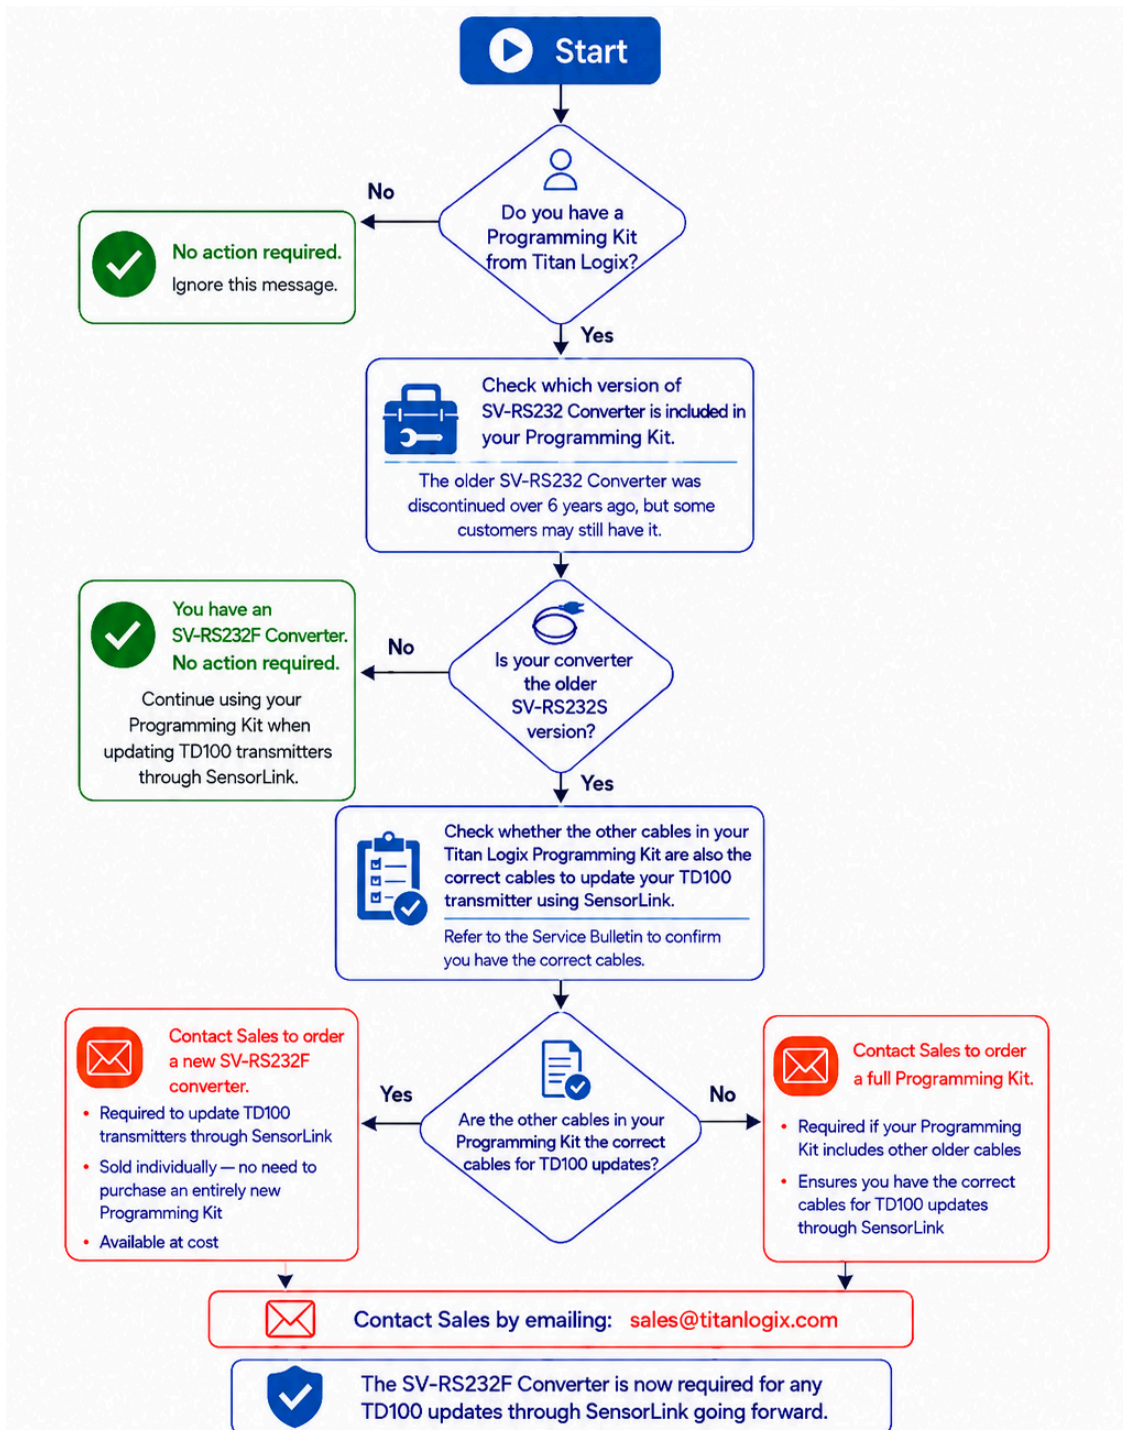 Start
Do you have a
Programming Kit
from Titan Logix?
No
No action required.
Ignore this message.
Yes
Check which version of
SV-RS232 Converter is included in
your Programming Kit.
The older SV-RS232 Converter was
discontinued over 6 years ago, but some
customers may still have it.
Is your converter
the older
SV-RS232S
version?
No
You have an
SV-RS232F Converter.
No action required.
Continue using your
Programming Kit when
updating TD100 transmitters
through SensorLink.
Yes
Check whether the other cables in your
Titan Logix Programming Kit are also the
correct cables to update your TD100
transmitter using SensorLink.
Refer to the Service Bulletin to confirm
you have the correct cables.
Are the other cables in your
Programming Kit the correct
cables for TD100 updates?
Yes
Contact Sales to order
a new SV-RS232F
converter.
• Required to update TD100
transmitters through SensorLink
• Sold individually — no need to
purchase an entirely new
Programming Kit
• Available at cost
No
Contact Sales to order
a full Programming Kit.
• Required if your Programming
Kit includes other older cables
• Ensures you have the correct
cables for TD100 updates
through SensorLink
Contact Sales by emailing: sales@titanlogix.com
The SV-RS232F Converter is now required for any
TD100 updates through SensorLink going forward.